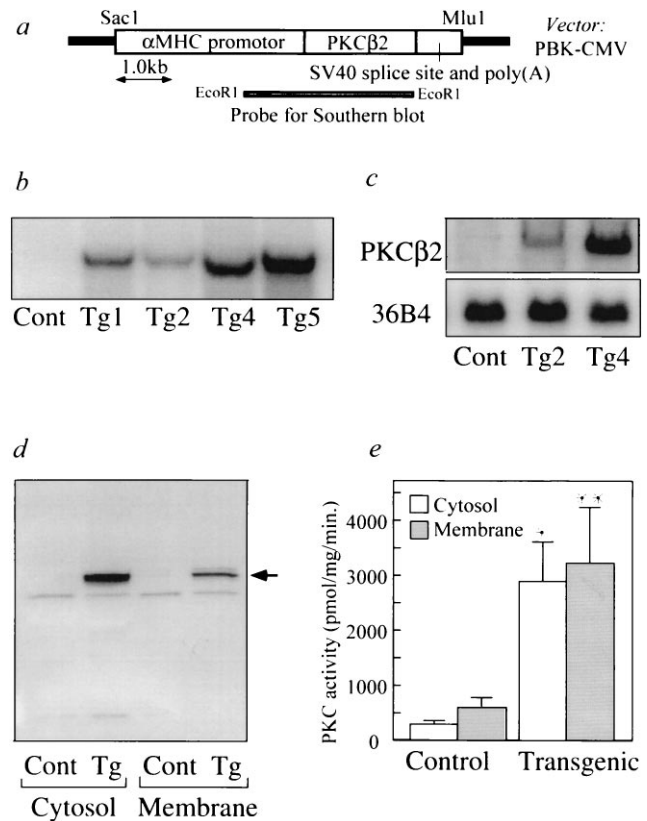 a
Sac1
Mlu1
Vector:
PBK-CMV
αMHC promotor
PKCβ2
1.0kb
SV40 splice site and poly(A)
EcoR1
EcoR1
Probe for Southern blot
b
Cont Tg1 Tg2 Tg4 Tg5
c
PKCβ2
36B4
Cont Tg2 Tg4
d
Cont Tg Cont Tg
Cytosol Membrane
e
PKC activity (pmol/mg/min.)
4000
3000
2000
1000
0
Cytosol
Membrane
*
**
Control Transgenic